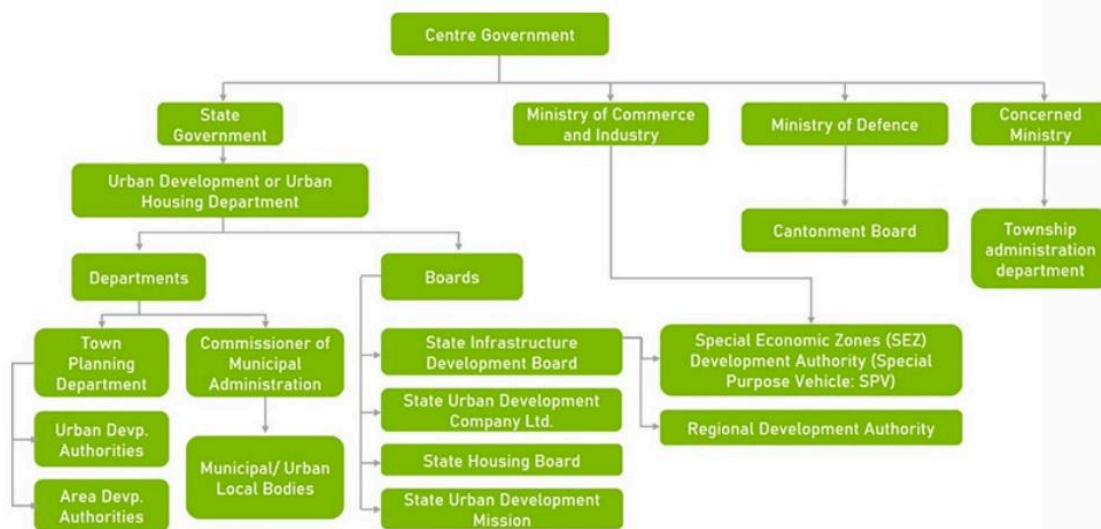 Centre Government
State
Government
Ministry of Commerce
and Industry
Ministry of Defence
Concerned
Ministry
Urban Development or Urban
Housing Department
Cantonment Board
Township
administration
department
Departments
Boards
Town
Planning
Department
Commissioner of
Municipal
Administration
State Infrastructure
Development Board
Special Economic Zones (SEZ)
Development Authority (Special
Purpose Vehicle: SPV)
State Urban Development
Company Ltd.
Regional Development Authority
Urban Devp.
Authorities
Municipal/ Urban
Local Bodies
State Housing Board
Area Devp.
Authorities
State Urban Development
Mission